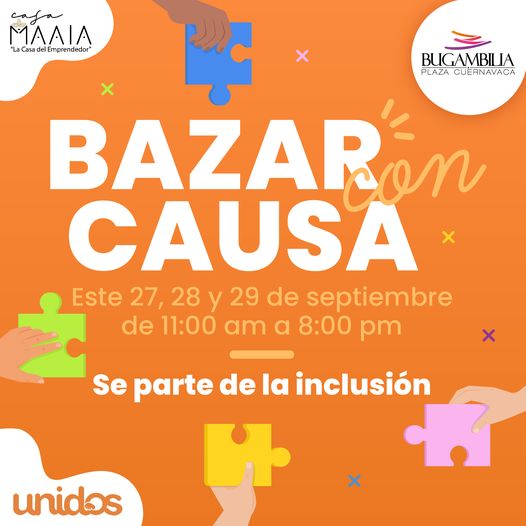 casa
MAAIA
"La Casa del Emprendedor"
BUGAMBILIA
PLAZA CUERNAVACA
BAZAR con
CAUSA
Este 27, 28 y 29 de septiembre
de 11:00 am a 8:00 pm
Se parte de la inclusión
unidos